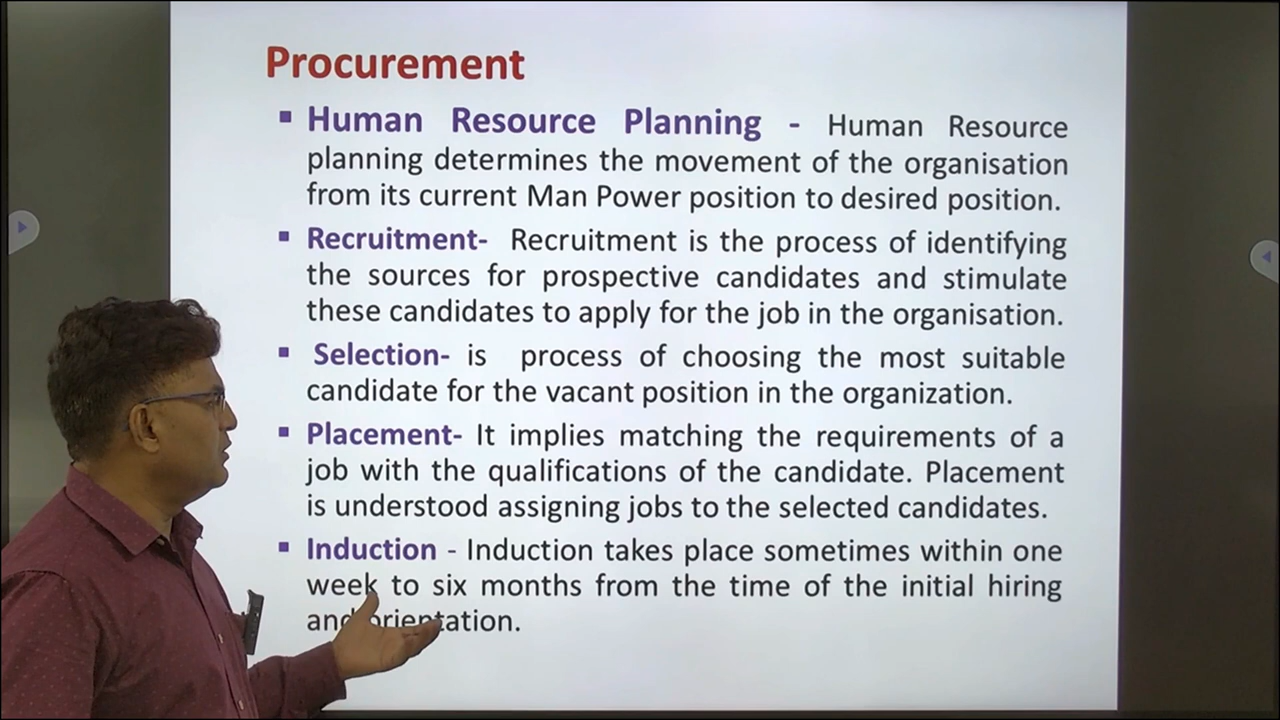 Procurement
▪ Human Resource Planning - Human Resource
planning determines the movement of the organisation
from its current Man Power position to desired position.
▪ Recruitment- Recruitment is the process of identifying
the sources for prospective candidates and stimulate
these candidates to apply for the job in the organisation.
▪ Selection- is process of choosing the most suitable
candidate for the vacant position in the organization.
▪ Placement- It implies matching the requirements of a
job with the qualifications of the candidate. Placement
is understood assigning jobs to the selected candidates.
▪ Induction - Induction takes place sometimes within one
week to six months from the time of the initial hiring
and orientation.